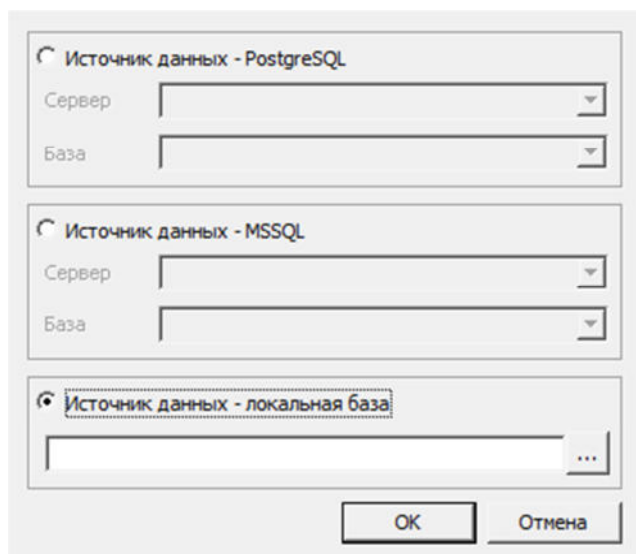 Источник данных - PostgreSQL
Сервер
База
Источник данных - MSSQL
Сервер
База
Источник данных - локальная база
...
OK
Отмена